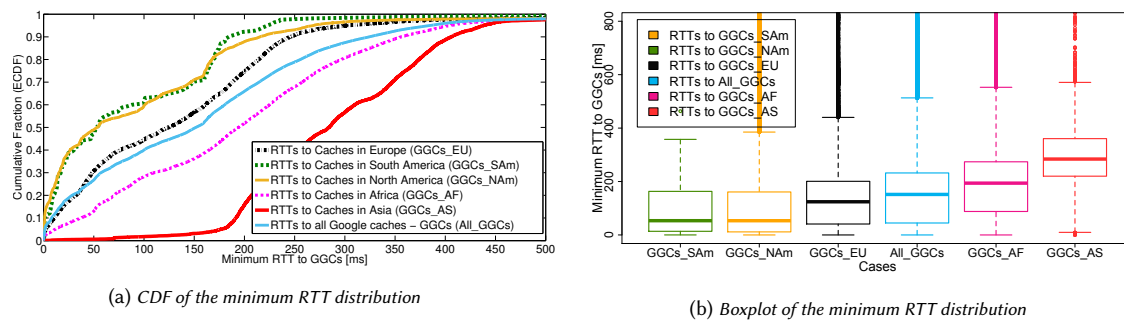 1
0.9
0.8
0.7
0.6
0.5
0.4
0.3
0.2
0.1
0
Cumulative Fraction (ECDF)
RTTs to Caches in Europe (GGCs_EU)
RTTs to Caches in South America (GGCs_SAm)
RTTs to Caches in North America (GGCs_NAm)
RTTs to Caches in Africa (GGCs_AF)
RTTs to Caches in Asia (GGCs_AS)
RTTs to all Google caches – GGCs (All_GGCs)
0 50 100 150 200 250 300 350 400 450 500
Minimum RTT to GGCs [ms]
(a) CDF of the minimum RTT distribution
800
600
400
200
0
Minimum RTT to GGCs [ms]
RTTs to GGCs_SAm
RTTs to GGCs_NAm
RTTs to GGCs_EU
RTTs to All_GGCs
RTTs to GGCs_AF
RTTs to GGCs_AS
GGCs_SAm GGCs_NAm GGCs_EU All_GGCs GGCs_AF GGCs_AS
Cases
(b) Boxplot of the minimum RTT distribution